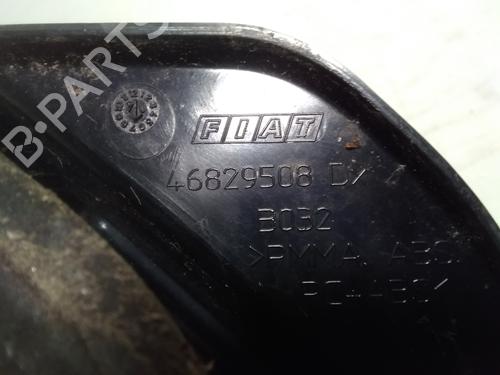 FIAT
46829508 D
B032
>PMMA. ABS
PC+ABS<
B-PARTS